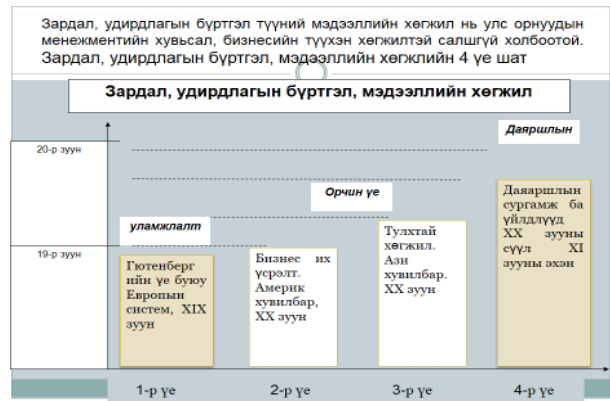 Зардал, удирдлагын бүртгэл түүний мэдээллийн хөгжил нь улс орнуудын
менежментийн хувьсал, бизнесийн түүхэн хөгжилтэй салшгүй холбоотой.
Зардал, удирдлагын бүртгэл, мэдээллийн хөгжлийн 4 үе шат
Зардал, удирдлагын бүртгэл, мэдээллийн хөгжил
Даяршлын
20-р зуун
Орчин үе
уламжлалт
19-р зуун
Гютенберг
ийн үе буюу
Европын
систем, XIX
зуун
Бизнес их
үсрэлт.
Америк
хувилбар,
XX зуун
Тулхтай
хөгжил.
Ази
хувилбар.
XX зуун
Даяаршлын
сургамж ба
үйлдлүүд
XX зууны
сүүл XI
зууны эхэн
1-р үе
2-р үе
3-р үе
4-р үе